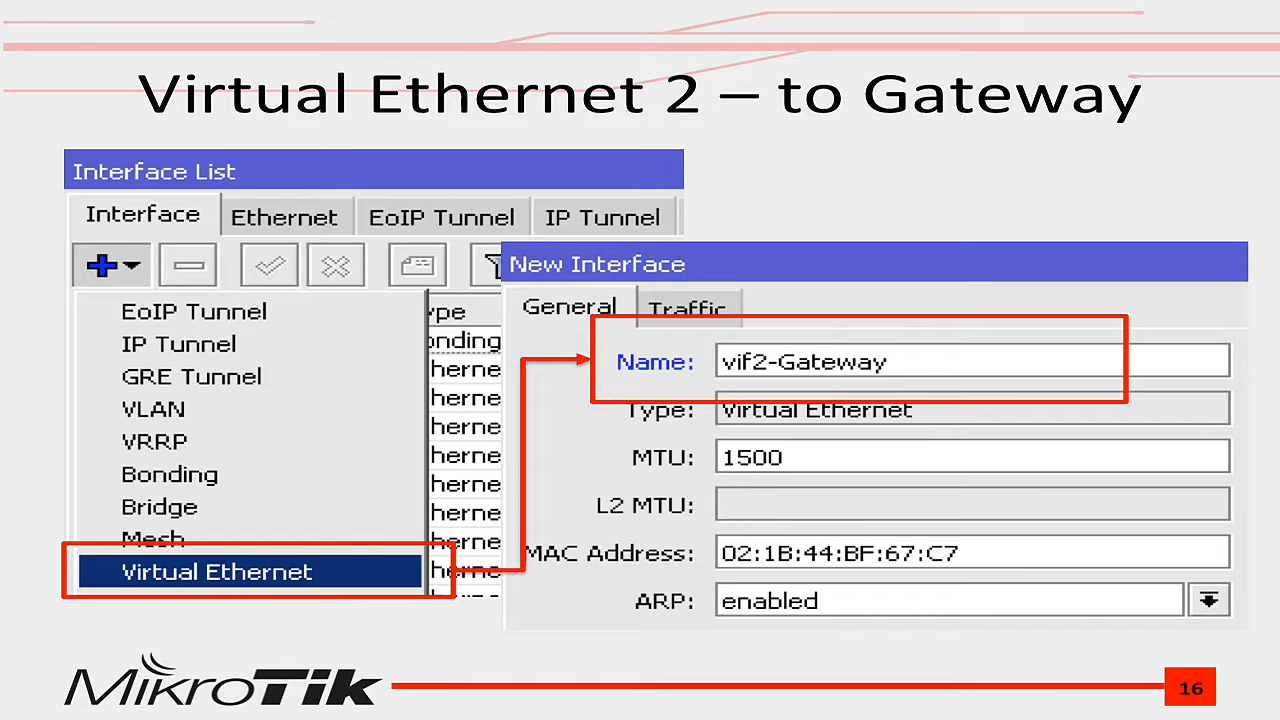 Virtual Ethernet 2 – to Gateway
Interface List
Interface Ethernet EoIP Tunnel IP Tunnel
New Interface
General Traffic
EoIP Tunnel
IP Tunnel
GRE Tunnel
VLAN
VRRP
Bonding
Bridge
Mesh
Virtual Ethernet
Name: vif2-Gateway
Type: Virtual Ethernet
MTU: 1500
L2 MTU:
MAC Address: 02:1B:44:BF:67:C7
ARP: enabled
MikroTik
16